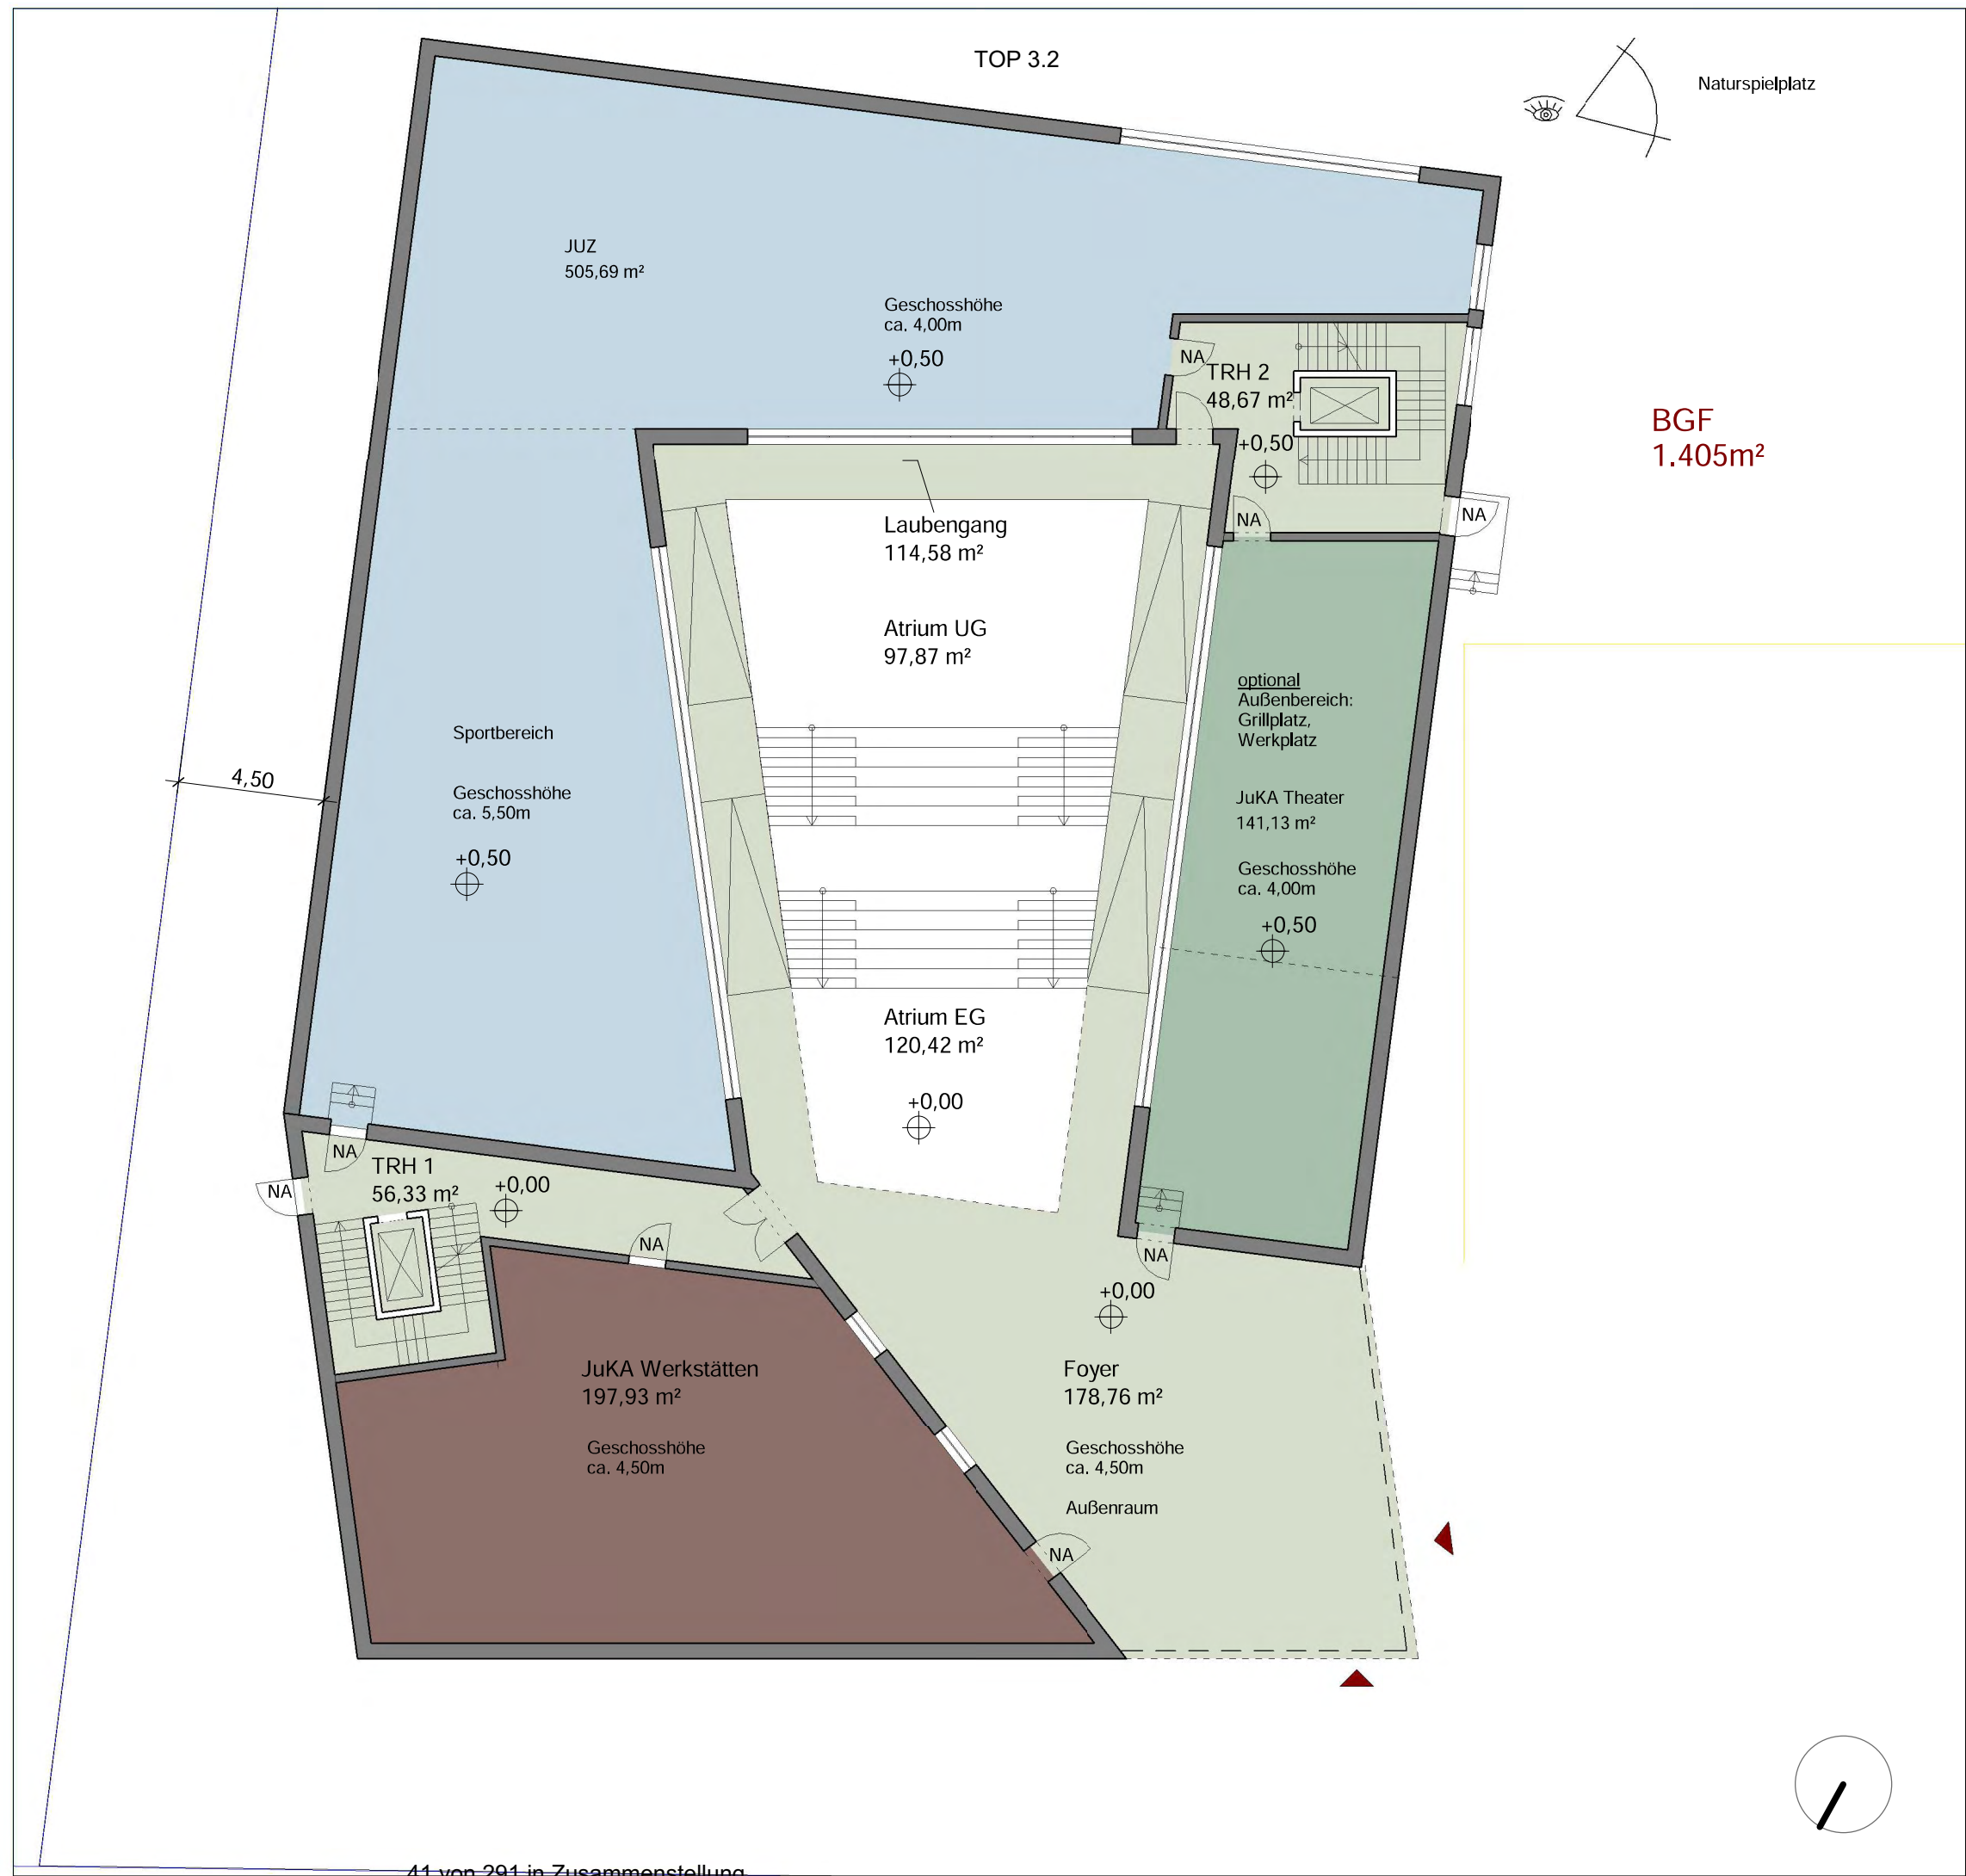 TOP 3.2
Naturspielplatz
JUZ
505,69 m²
Geschosshöhe
ca. 4,00m
+0,50
NA
TRH 2
48,67 m²
+0,50
BGF
1.405m²
NA
NA
Laubengang
114,58 m²
Atrium UG
97,87 m²
optional
Außenbereich:
Grillplatz,
Werkplatz
Sportbereich
4,50
Geschosshöhe
ca. 5,50m
+0,50
JuKA Theater
141,13 m²
Geschosshöhe
ca. 4,00m
+0,50
Atrium EG
120,42 m²
+0,00
NA
TRH 1
56,33 m²
+0,00
NA
NA
NA
+0,00
JuKA Werkstätten
197,93 m²
Geschosshöhe
ca. 4,50m
Foyer
178,76 m²
Geschosshöhe
ca. 4,50m
Außenraum
NA
41 von 291 in Zusammenstellung